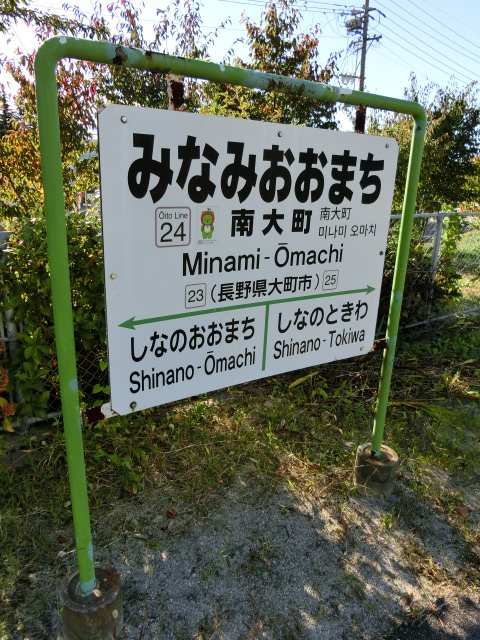 みなみおおまち
Ōito Line
24
南大町
南大町
미나미 오마치
Minami-Ōmachi
23 (長野県大町市) 25
しなのおおまち
Shinano-Ōmachi
しなのときわ
Shinano-Tokiwa